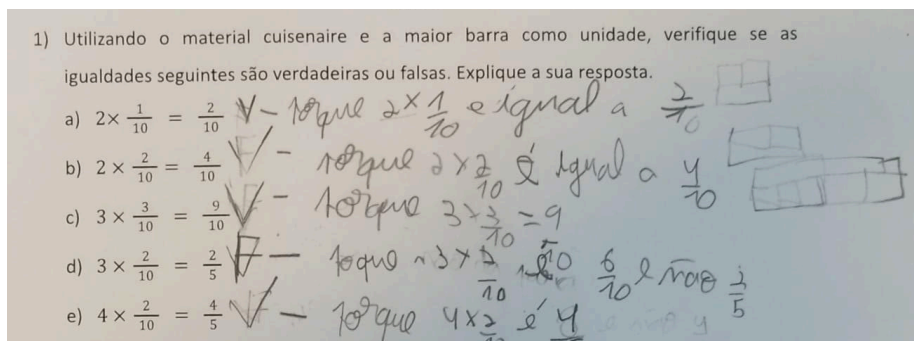 1) Utilizando o material cuisenaire e a maior barra como unidade, verifique se as
igualdades seguintes são verdadeiras ou falsas. Explique a sua resposta.
a) 2× 1/10 = 2/10 V - Porque 2 × 1/10 e igual a 2/10
b) 2 × 2/10 = 4/10 V - Porque 2 × 2/10 é igual a 4/10
c) 3 × 3/10 = 9/10 V - Porque 3 × 3/10 = 9/10
d) 3 × 2/10 = 2/5 F - 3 × 2/10 é 6/10 e não 2/5
e) 4 × 2/10 = 4/5 V - Porque 4 × 2/10 é 4